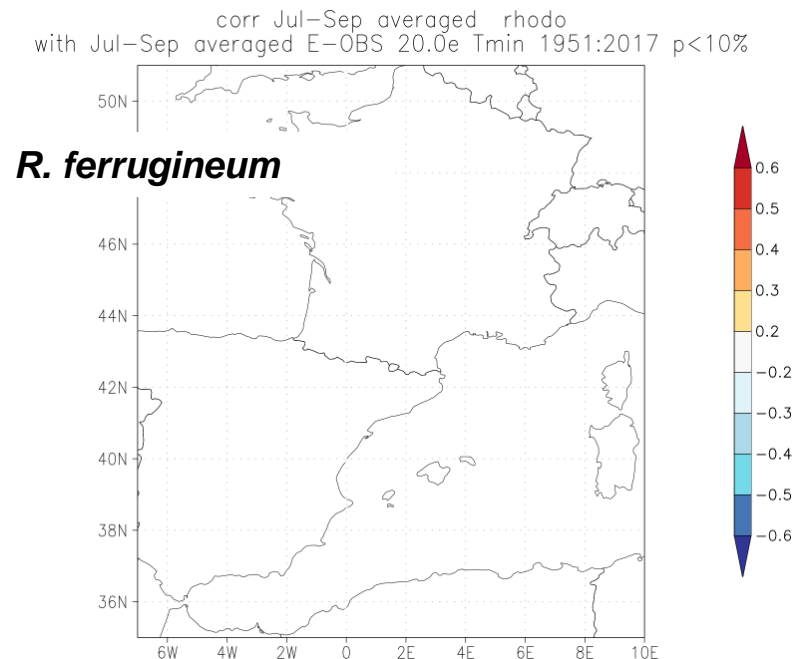 corr Jul-Sep averaged rhodo
with Jul-Sep averaged E-OBS 20.0e Tmin 1951:2017 p<10%
50N
R. ferrugineum
46N
44N
42N
40N
38N
36N
6W 4W 2W 0 2E 4E 6E 8E 10E
0.6
0.5
0.4
0.3
0.2
-0.2
-0.3
-0.4
-0.5
-0.6